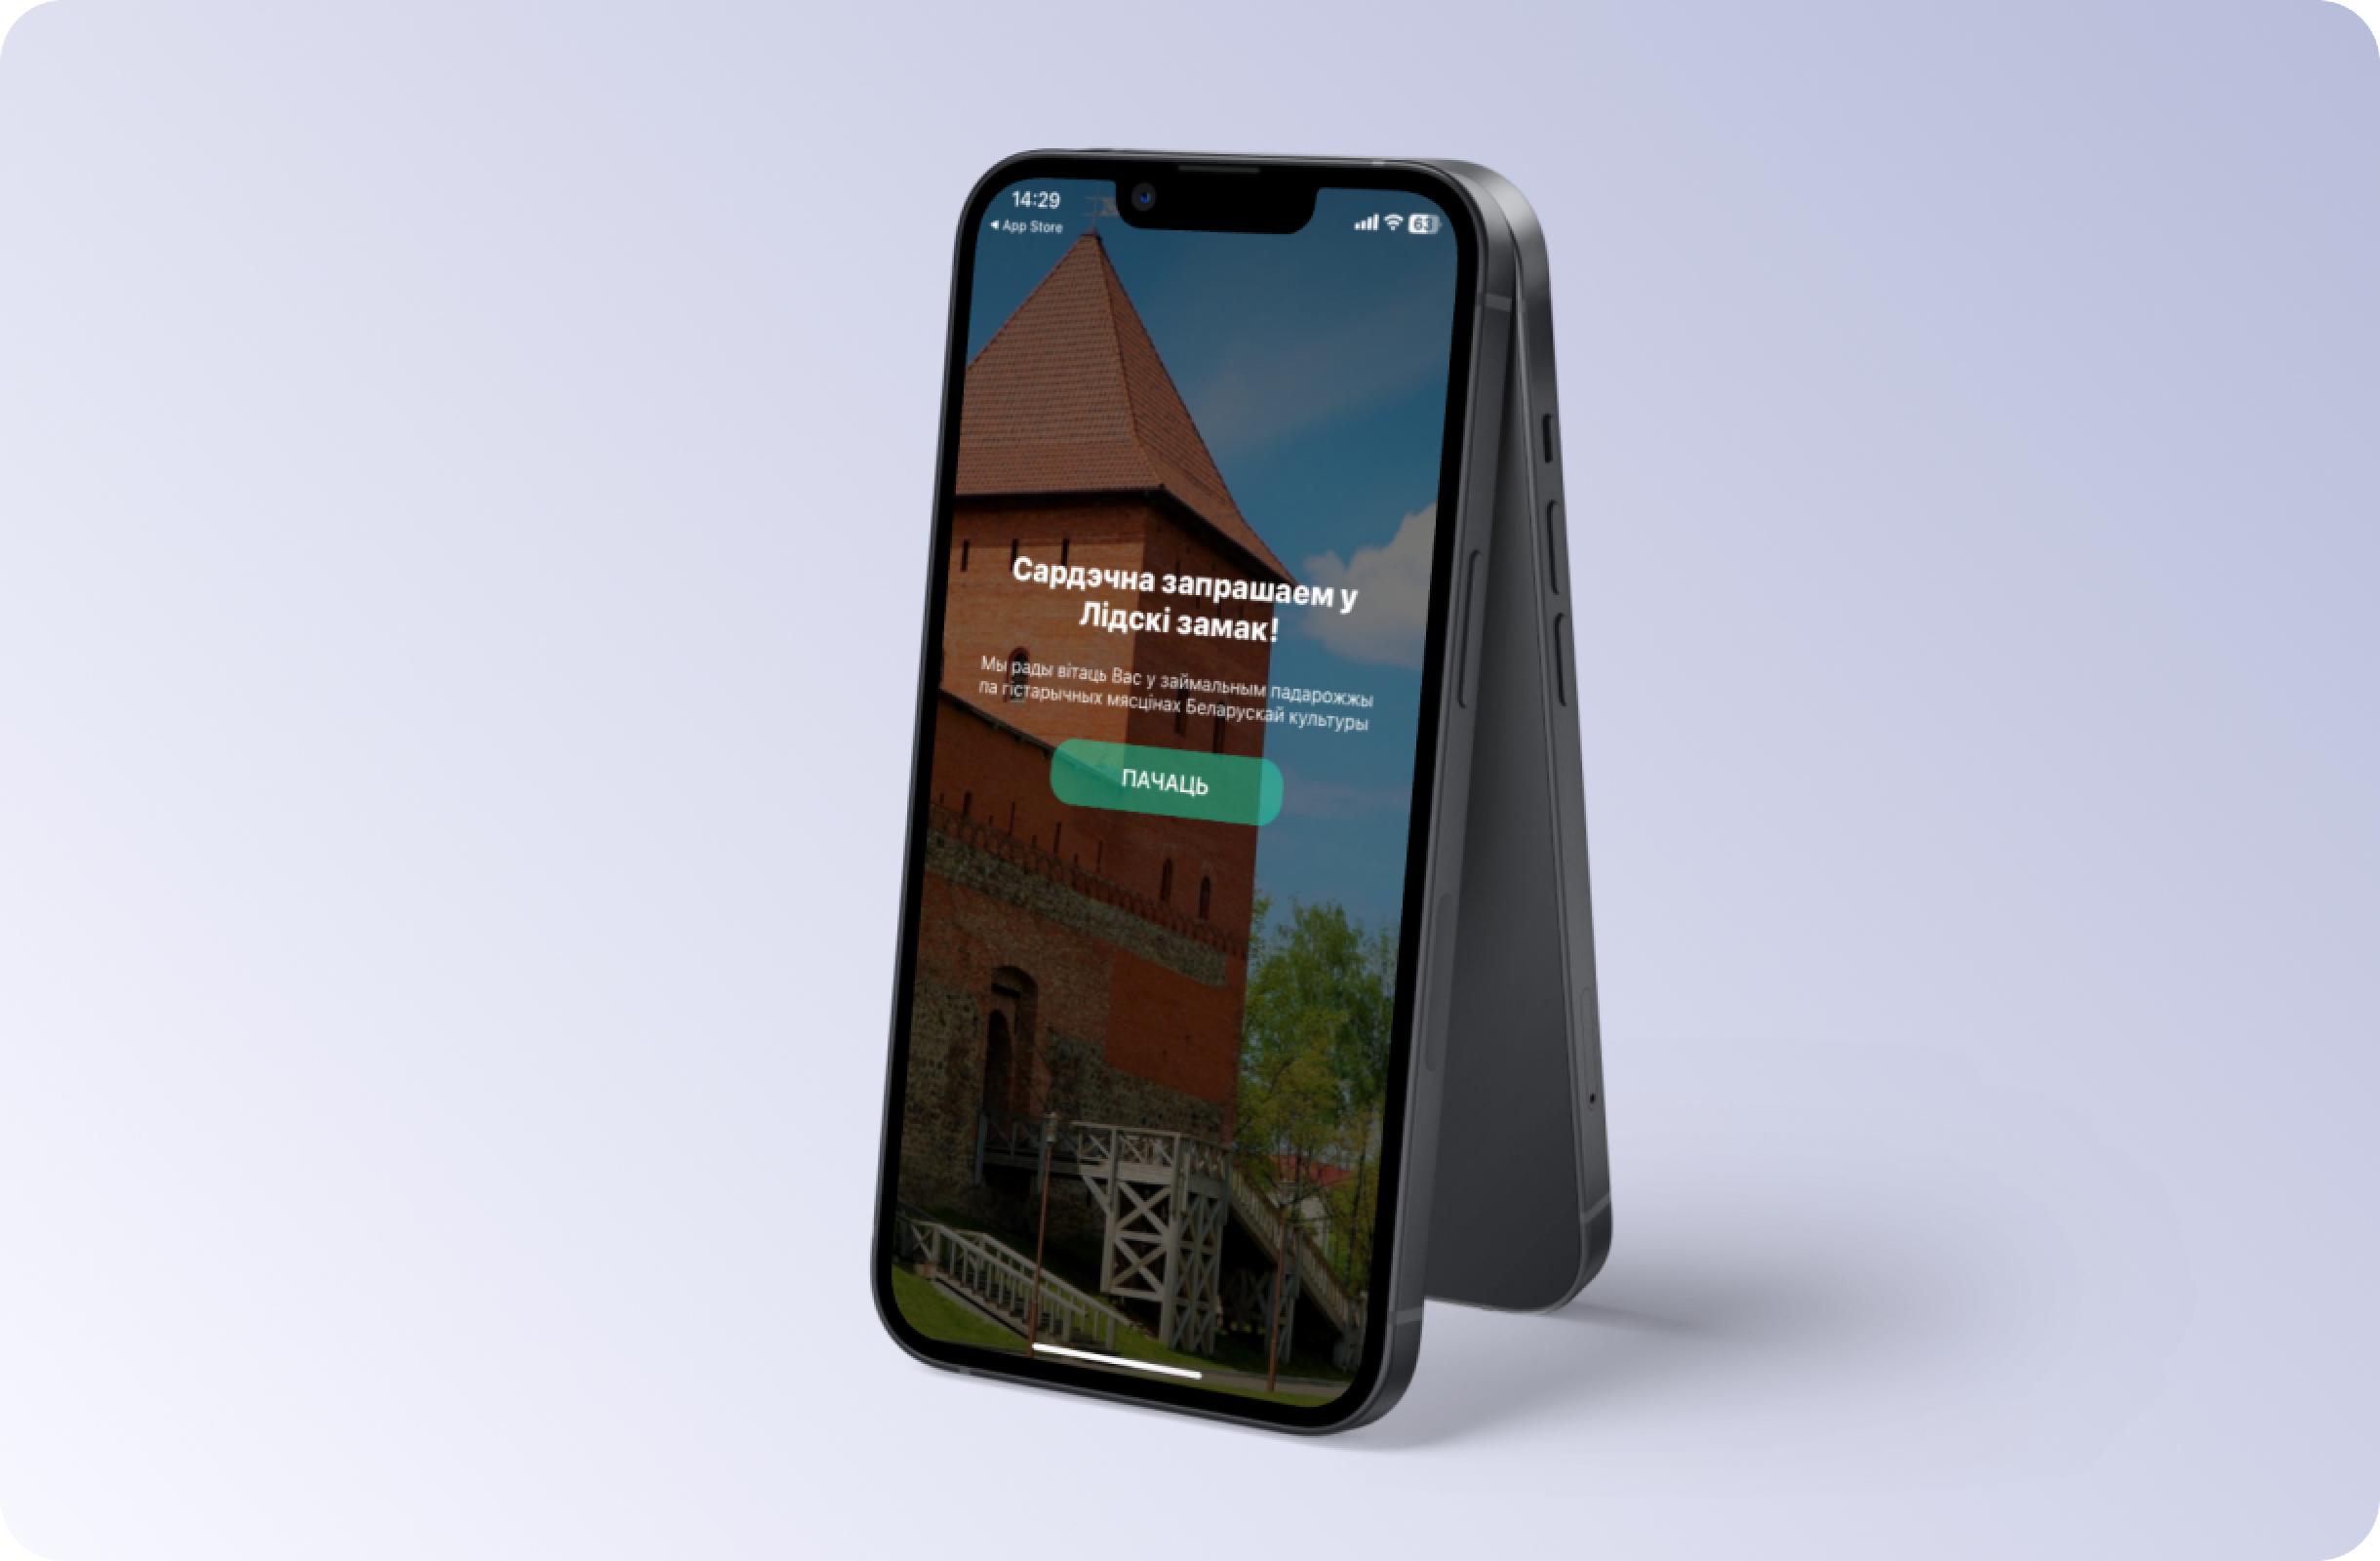 14:29
App Store
63
Сардэчна запрашаем у
Лідскі замак!
Мы рады вітаць Вас у займальным падарожжы
па гістарычных мясцінах Беларускай культуры
ПАЧАЦЬ